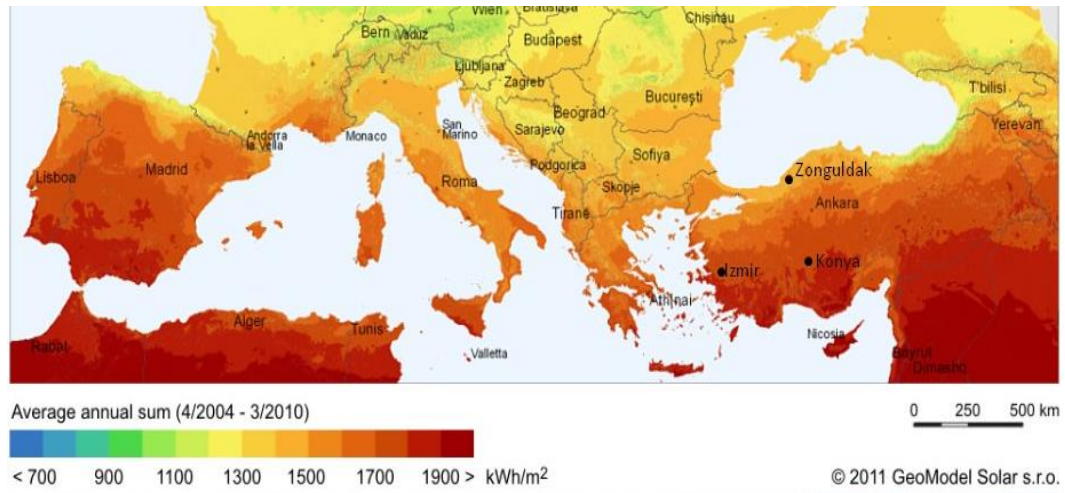 Wien
Bratislava
Chişinău
Bern
Vaduz
Budapest
Ljubljana
Zagreb
T'bilisi
Bucureşti
Beograd
Yerevan
San
Marino
Sarajevo
Andorra
la Vella
Monaco
Sofiya
Madrid
Podgorica
Zonguldak
Lisboa
Roma
Skopje
Ankara
Tiranë
Konya
Izmir
Athínai
Alger
Tunis
Nicosia
Rabat
Valletta
Bayrut
Dimashq
Average annual sum (4/2004 - 3/2010)
0 250 500 km
< 700 900 1100 1300 1500 1700 1900 > kWh/m²
© 2011 GeoModel Solar s.r.o.